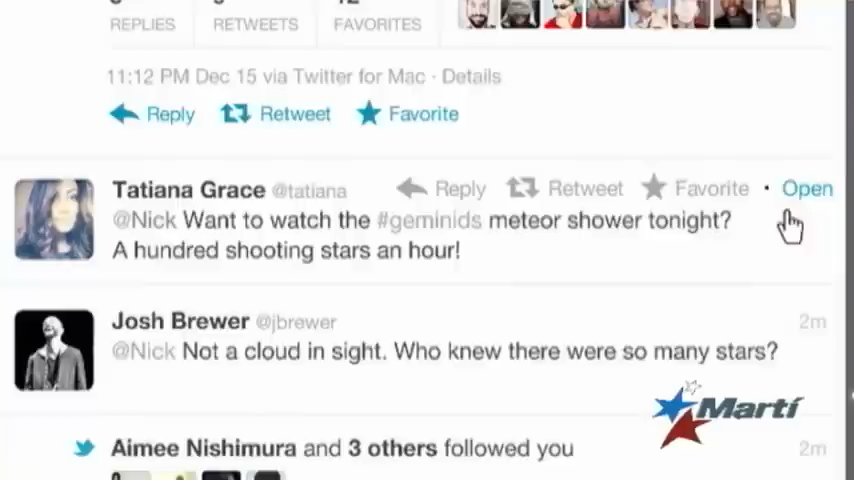 REPLIES RETWEETS FAVORITES
11:12 PM Dec 15 via Twitter for Mac · Details
Reply Retweet Favorite
Tatiana Grace @tatiana Reply Retweet Favorite · Open
@Nick Want to watch the #geminids meteor shower tonight?
A hundred shooting stars an hour!
Josh Brewer @jbrewer 2m
@Nick Not a cloud in sight. Who knew there were so many stars?
Martí
Aimee Nishimura and 3 others followed you 2m